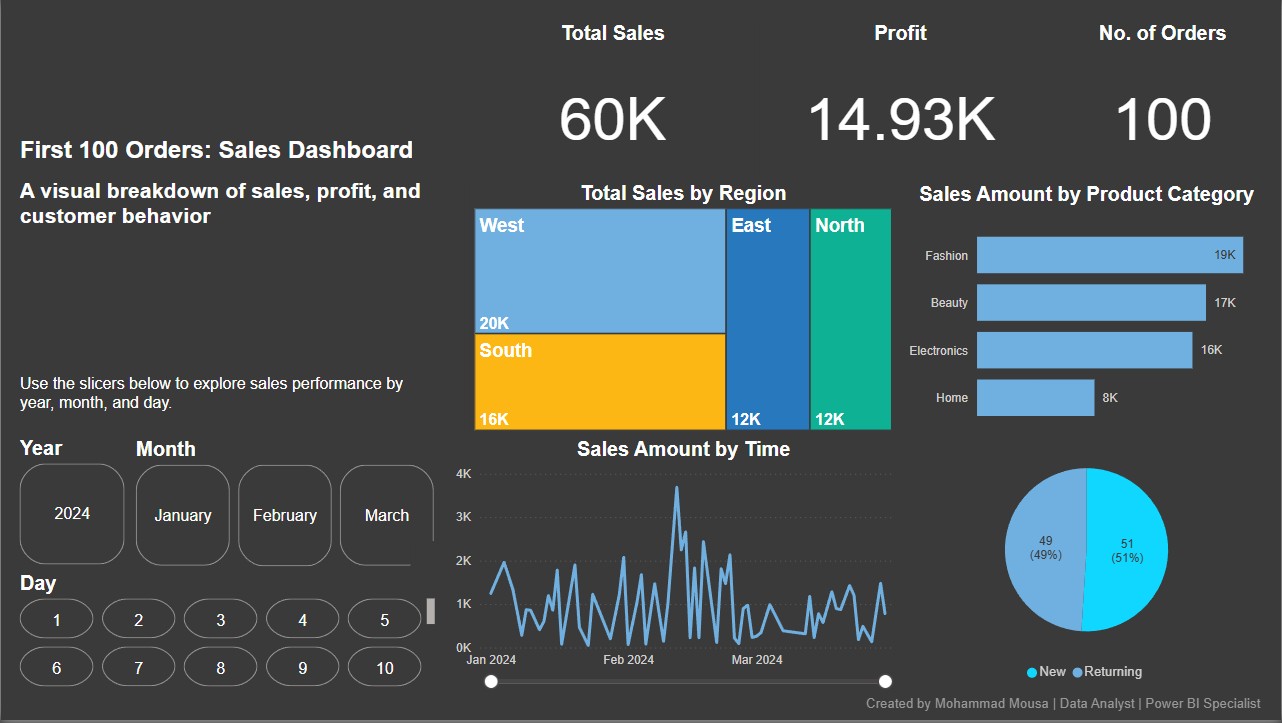 Total Sales
Profit
No. of Orders
60K
14.93K
100
First 100 Orders: Sales Dashboard
A visual breakdown of sales, profit, and
customer behavior
Use the slicers below to explore sales performance by
year, month, and day.
Year
Month
2024
January
February
March
Day
1
2
3
4
5
6
7
8
9
10
Total Sales by Region
West
20K
South
16K
East
12K
North
12K
Sales Amount by Product Category
Fashion
19K
Beauty
17K
Electronics
16K
Home
8K
Sales Amount by Time
4K
3K
2K
1K
0K
Jan 2024
Feb 2024
Mar 2024
49
(49%)
51
(51%)
New
Returning
Created by Mohammad Mousa | Data Analyst | Power BI Specialist